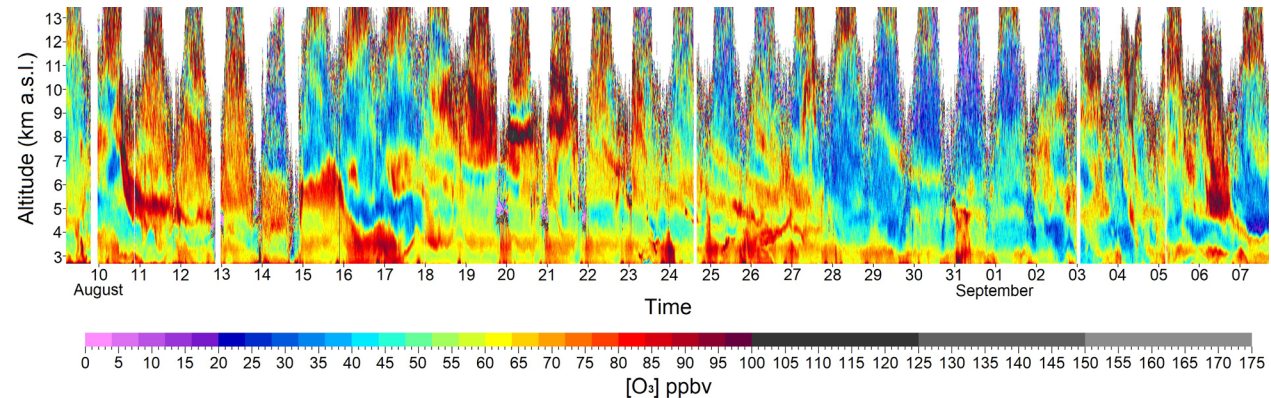 Altitude (km a.s.l.)
13
12
11
10
9
8
7
6
5
4
3
10 11 12 13 14 15 16 17 18 19 20 21 22 23 24 25 26 27 28 29 30 31 01 02 03 04 05 06 07
August September
Time
0 5 10 15 20 25 30 35 40 45 50 55 60 65 70 75 80 85 90 95 100 105 110 115 120 125 130 135 140 145 150 155 160 165 170 175
[O₃] ppbv